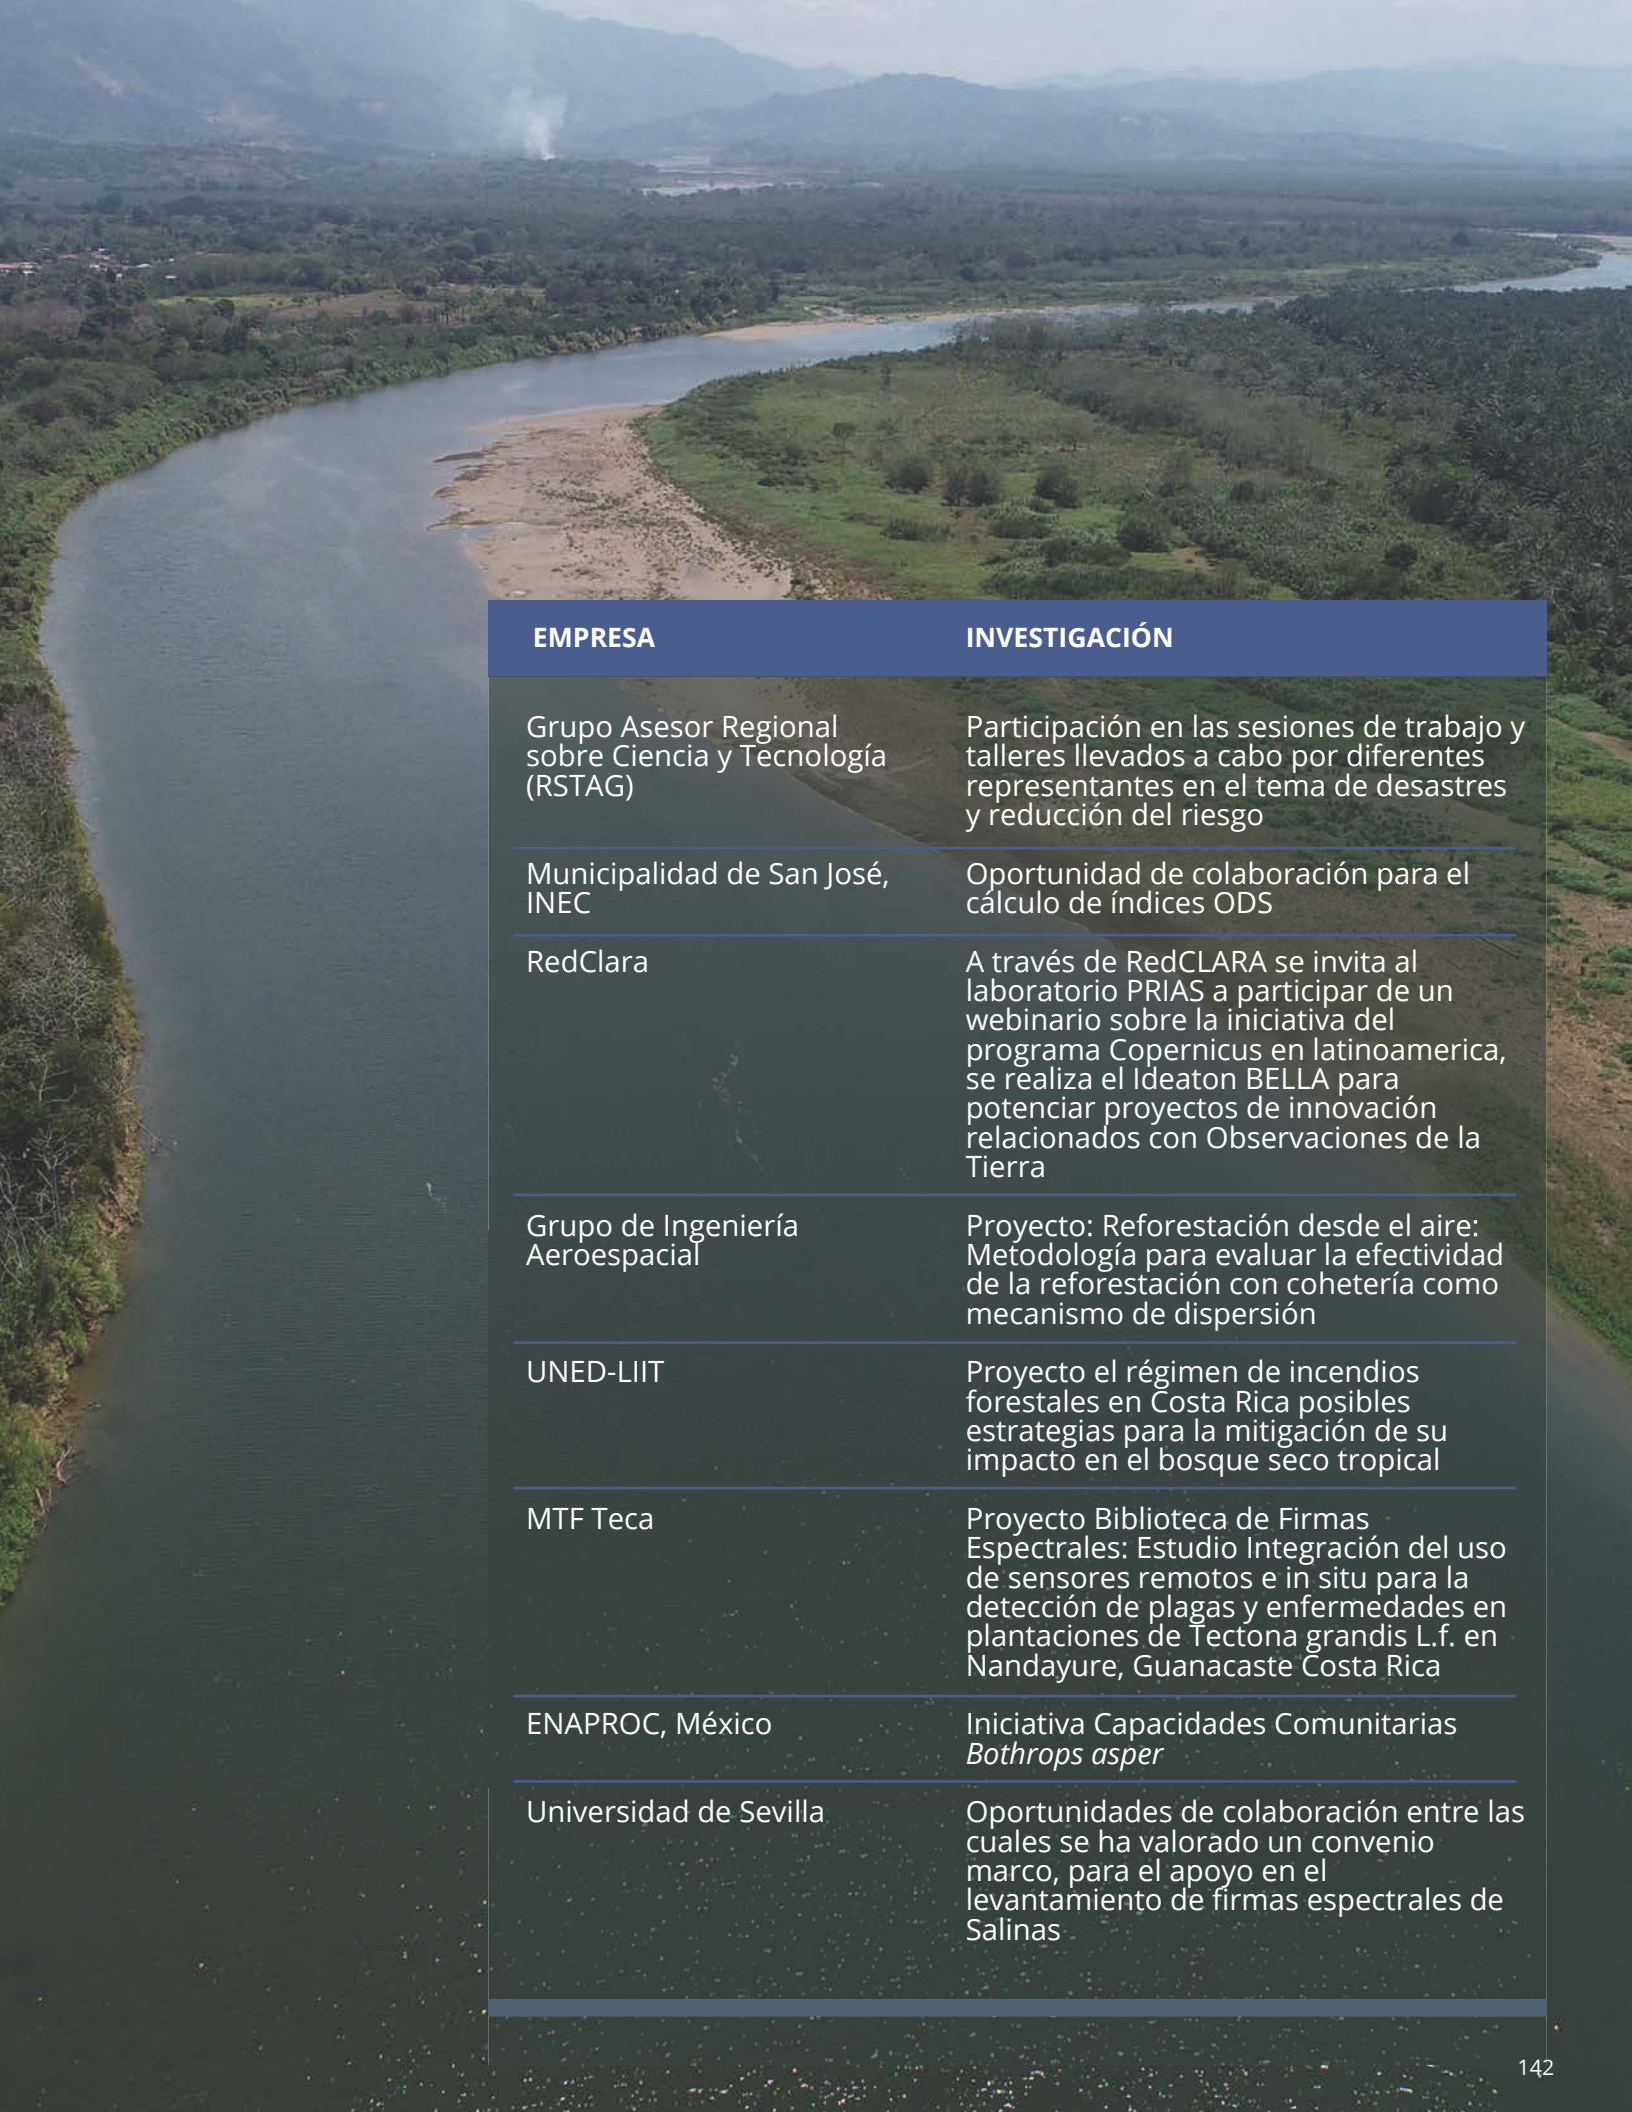 EMPRESA INVESTIGACIÓN
Grupo Asesor Regional
sobre Ciencia y Tecnología
(RSTAG)
Participación en las sesiones de trabajo y
talleres llevados a cabo por diferentes
representantes en el tema de desastres
y reducción del riesgo
Municipalidad de San José,
INEC
Oportunidad de colaboración para el
cálculo de índices ODS
RedClara
A través de RedCLARA se invita al
laboratorio PRIAS a participar de un
webinario sobre la iniciativa del
programa Copernicus en latinoamerica,
se realiza el Ideaton BELLA para
potenciar proyectos de innovación
relacionados con Observaciones de la
Tierra
Grupo de Ingeniería
Aeroespacial
Proyecto: Reforestación desde el aire:
Metodología para evaluar la efectividad
de la reforestación con cohetería como
mecanismo de dispersión
UNED-LIIT
Proyecto el régimen de incendios
forestales en Costa Rica posibles
estrategias para la mitigación de su
impacto en el bosque seco tropical
MTF Teca
Proyecto Biblioteca de Firmas
Espectrales: Estudio Integración del uso
de sensores remotos e in situ para la
detección de plagas y enfermedades en
plantaciones de Tectona grandis L.f. en
Nandayure, Guanacaste Costa Rica
ENAPROC, México
Iniciativa Capacidades Comunitarias
Bothrops asper
Universidad de Sevilla
Oportunidades de colaboración entre las
cuales se ha valorado un convenio
marco, para el apoyo en el
levantamiento de firmas espectrales de
Salinas
142